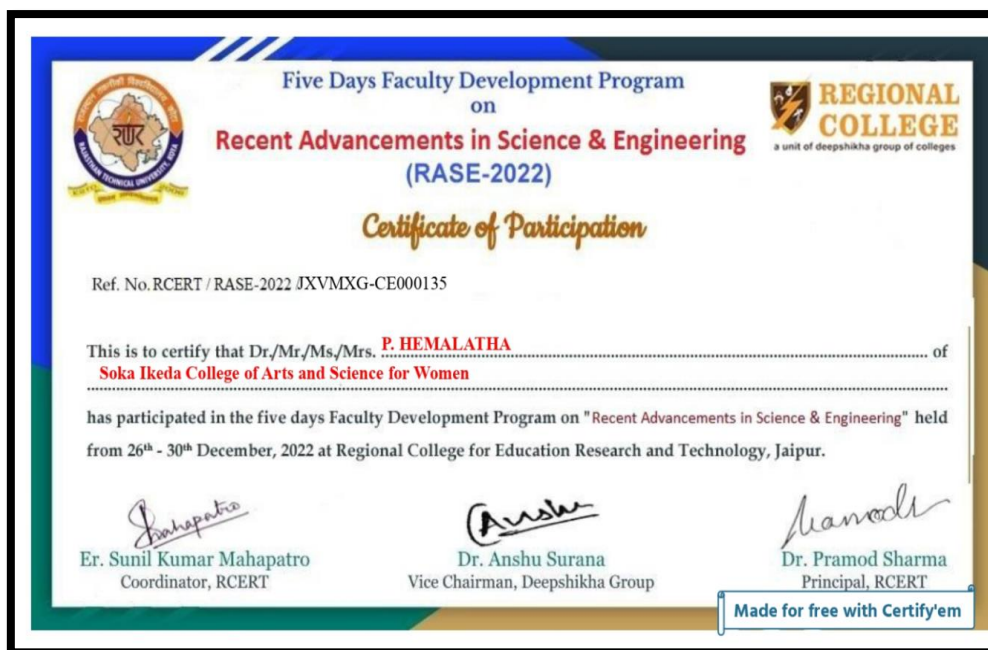 Five Days Faculty Development Program
on
Recent Advancements in Science & Engineering
(RASE-2022)
REGIONAL
COLLEGE
a unit of deepshikha group of colleges
RAJASTHAN TECHNICAL UNIVERSITY, KOTA
Certificate of Participation
Ref. No. RCERT / RASE-2022 /JXVMXG-CE000135
This is to certify that Dr./Mr./Ms./Mrs. P. HEMALATHA of
Soka Ikeda College of Arts and Science for Women
has participated in the five days Faculty Development Program on "Recent Advancements in Science & Engineering" held
from 26th - 30th December, 2022 at Regional College for Education Research and Technology, Jaipur.
Er. Sunil Kumar Mahapatro
Coordinator, RCERT
Dr. Anshu Surana
Vice Chairman, Deepshikha Group
Dr. Pramod Sharma
Principal, RCERT
Made for free with Certify'em